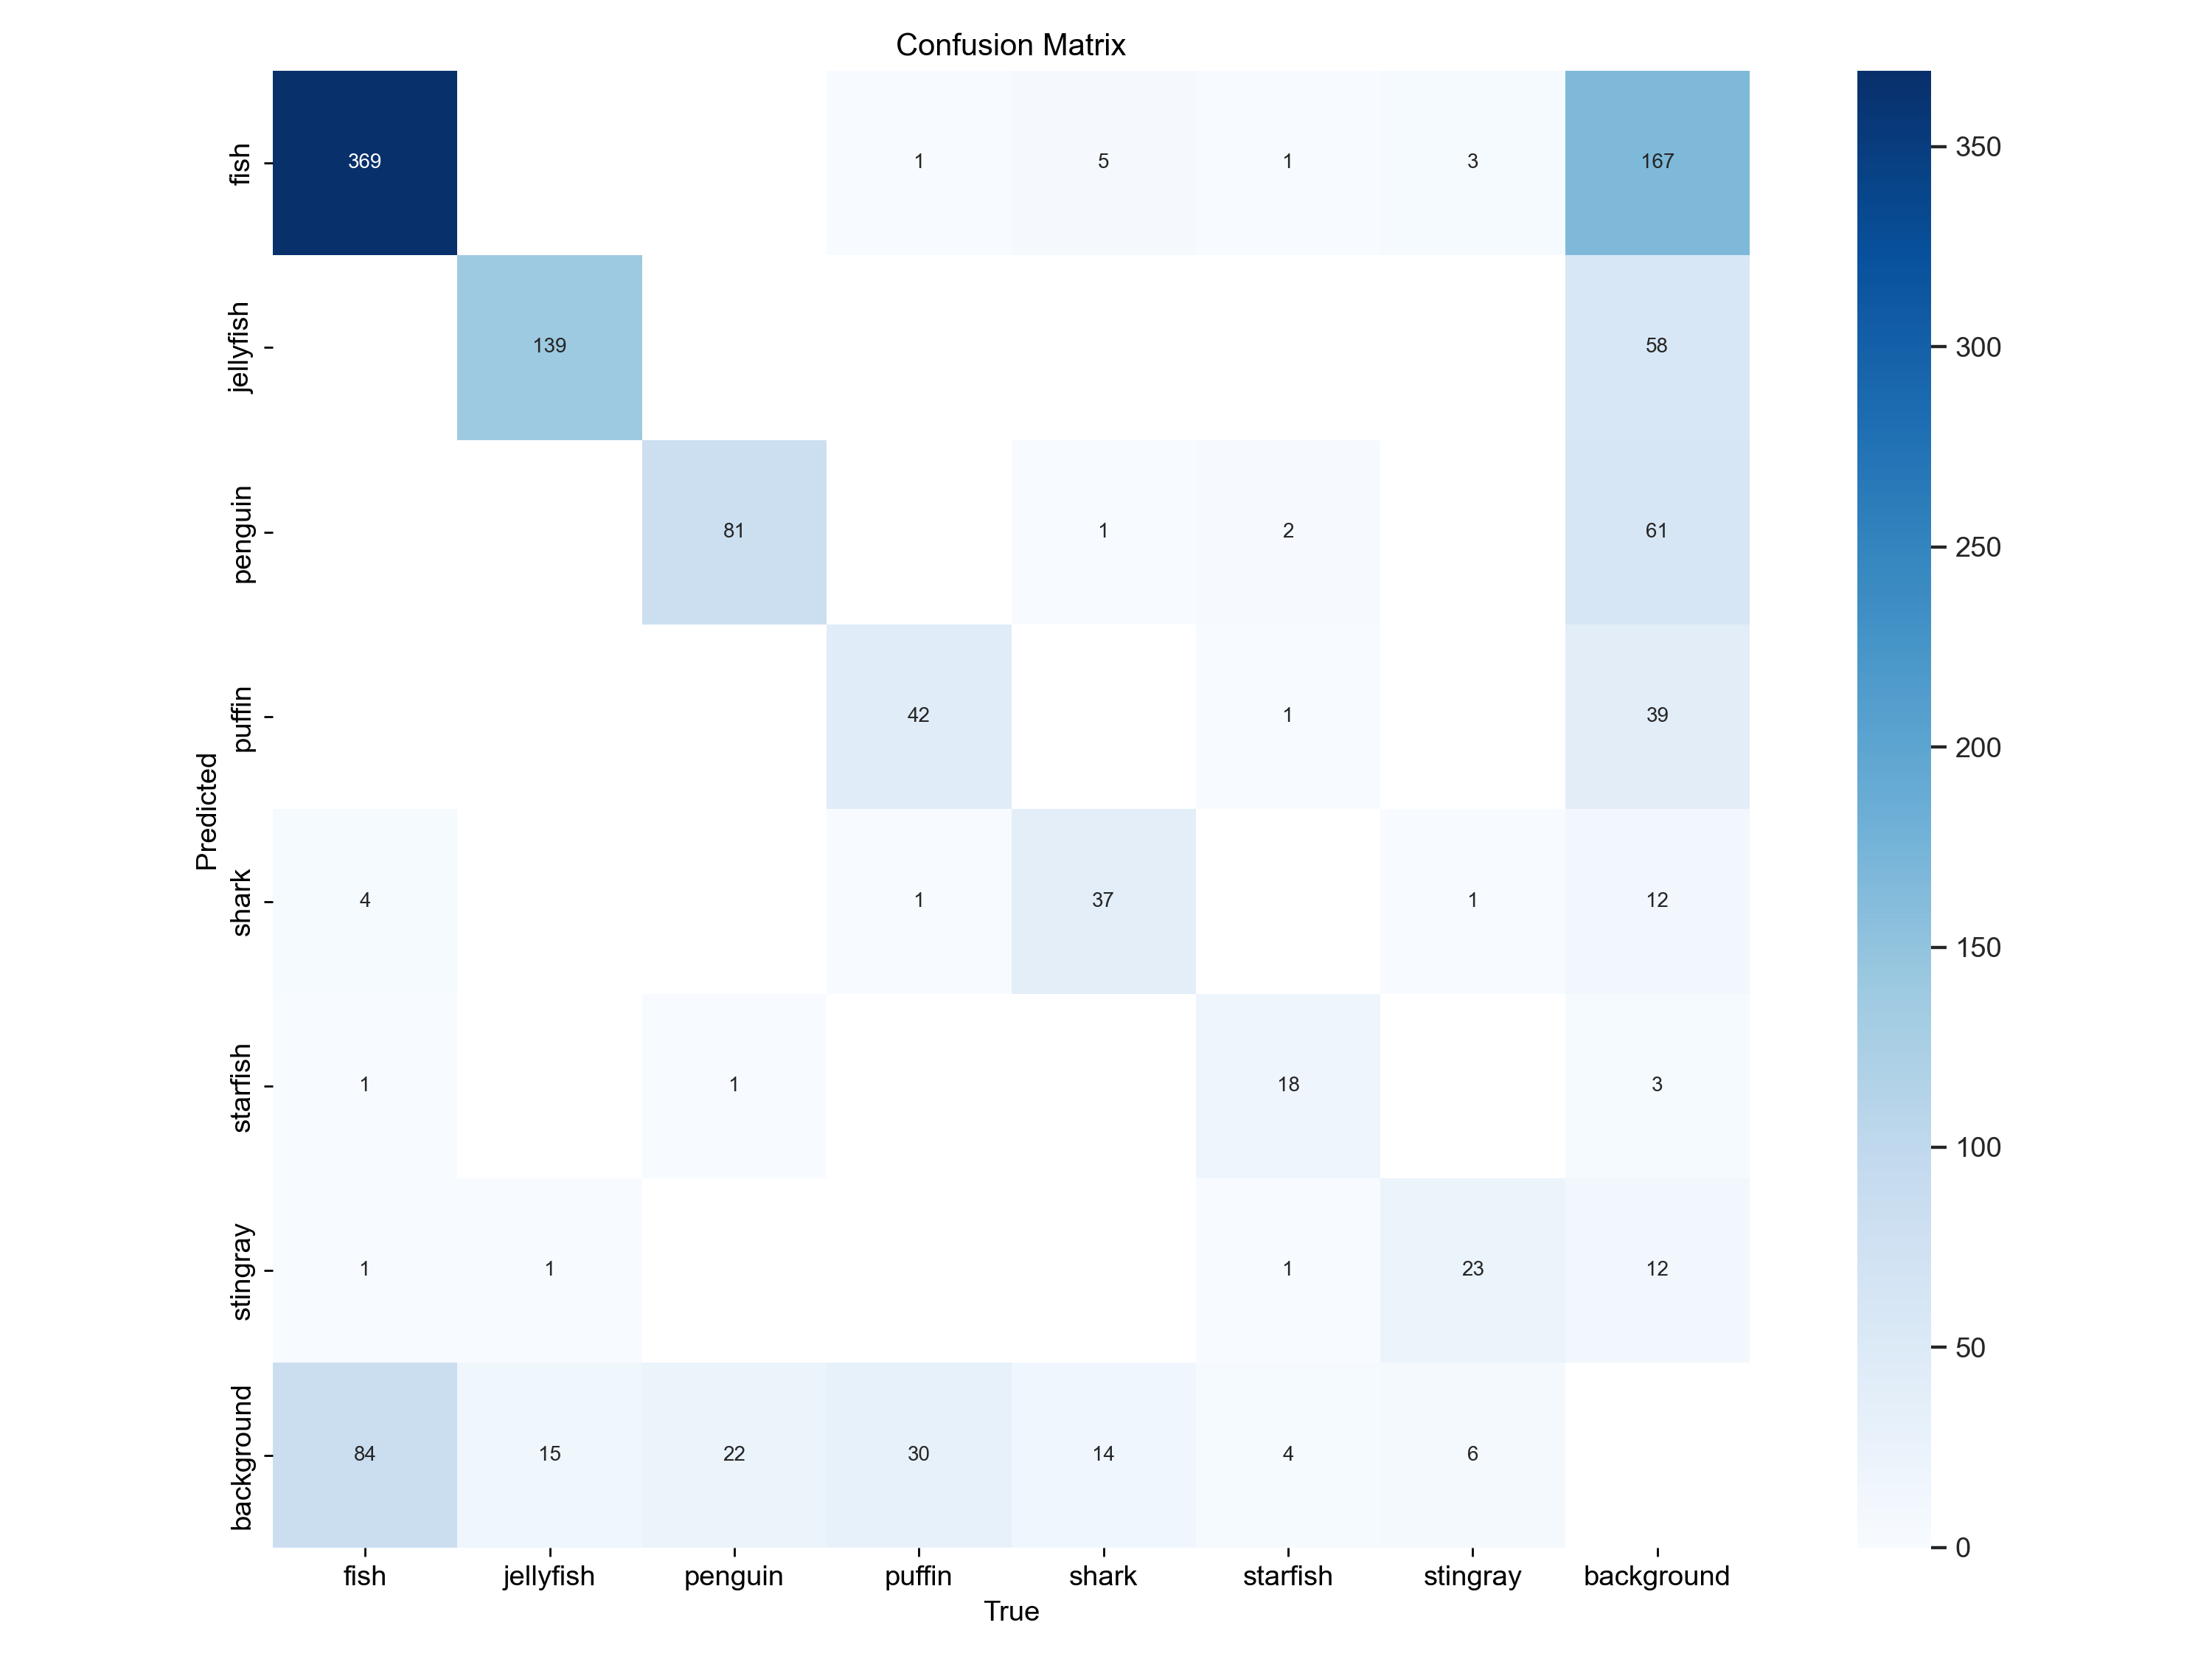 Confusion Matrix
fish 369 1 5 1 3 167
jellyfish 139 58
penguin 81 1 2 61
puffin 42 1 39
shark 4 1 37 1 12
starfish 1 1 18 3
stingray 1 1 1 23 12
background 84 15 22 30 14 4 6
fish jellyfish penguin puffin shark starfish stingray background
True
Predicted
350
300
250
200
150
100
50
0